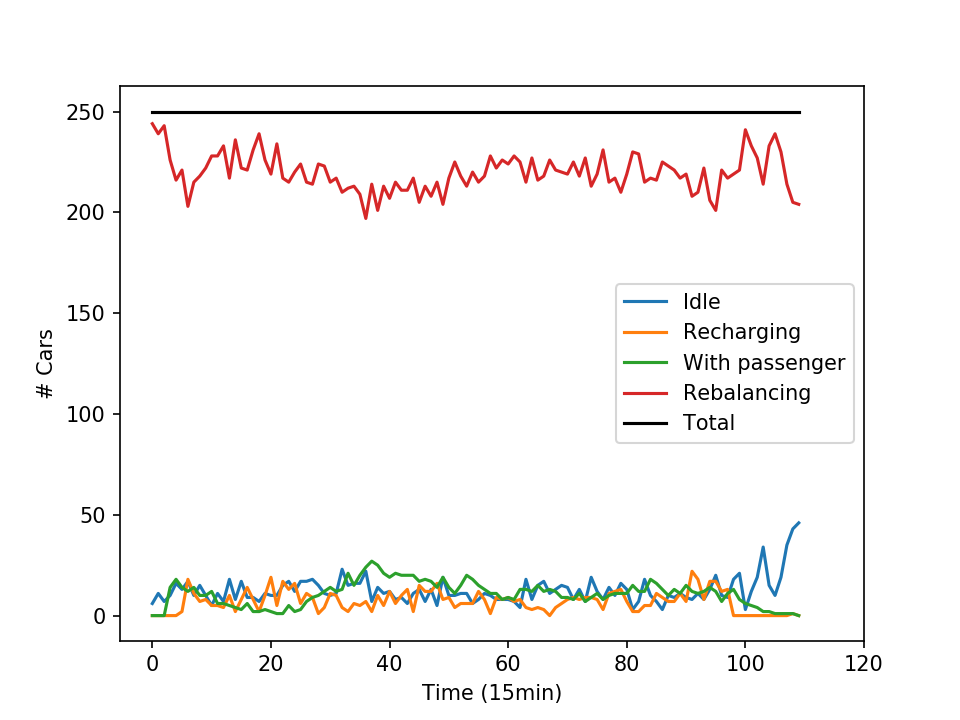 250
200
150
100
50
0
# Cars
Idle
Recharging
With passenger
Rebalancing
Total
0 20 40 60 80 100 120
Time (15min)